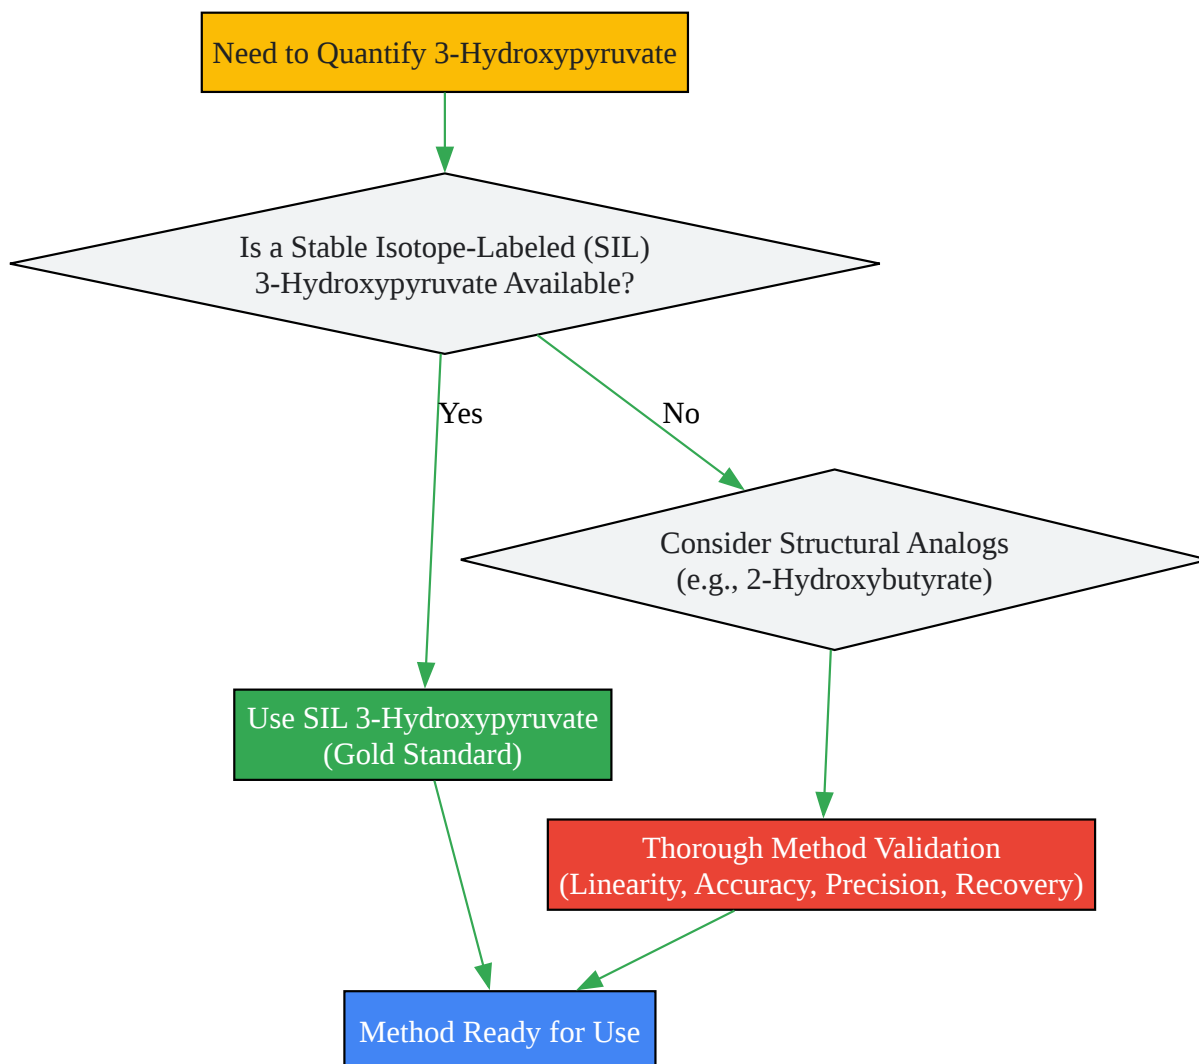 Need to Quantify 3-Hydroxypyruvate
Is a Stable Isotope-Labeled (SIL)
3-Hydroxypyruvate Available?
Yes
No
Consider Structural Analogs
(e.g., 2-Hydroxybutyrate)
Use SIL 3-Hydroxypyruvate
(Gold Standard)
Thorough Method Validation
(Linearity, Accuracy, Precision, Recovery)
Method Ready for Use